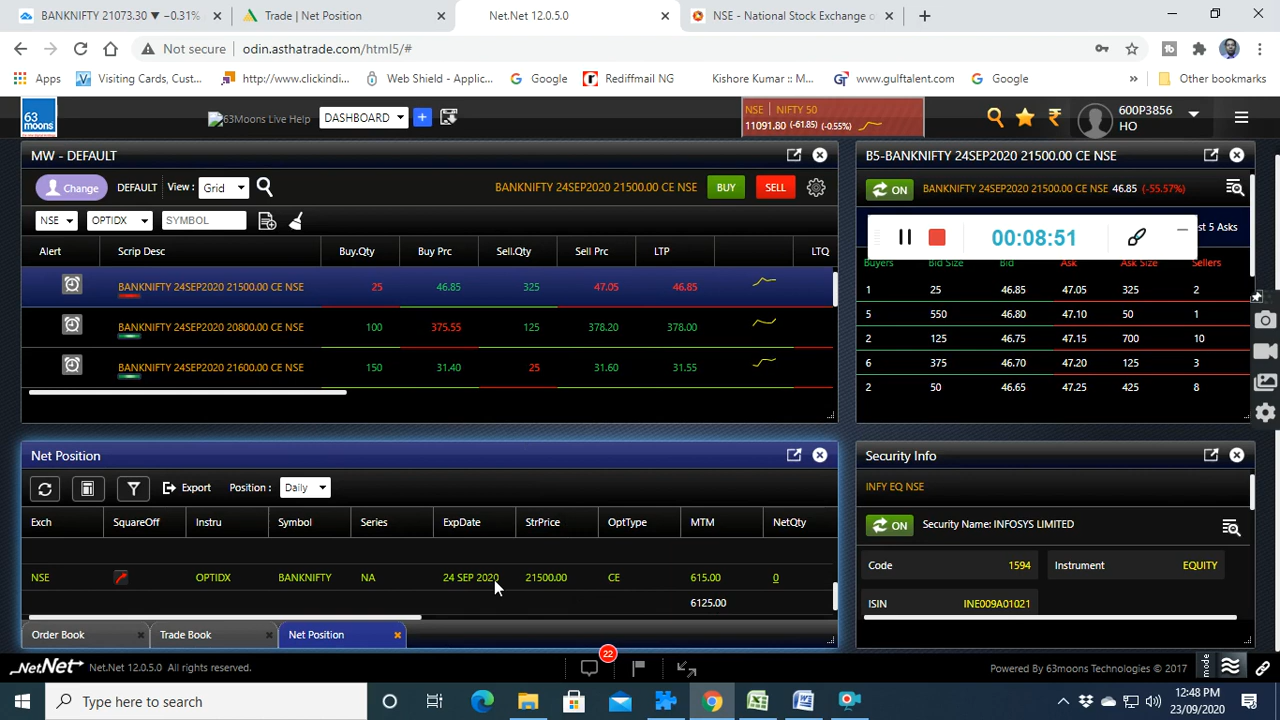 BANKNIFTY 21073.30 ▼ −0.31%
Trade | Net Position
Net.Net 12.0.5.0
NSE - National Stock Exchange o
Not secure
odin.asthatrade.com/html5/#
Apps
Visiting Cards, Cust...
http://www.clickindi...
Web Shield - Applic...
Google
Rediffmail NG
Kishore Kumar :: M...
www.gulftalent.com
Google
»
Other bookmarks
63
moons
63Moons Live Help
DASHBOARD
NSE | NIFTY 50
11091.80 (-61.85) (-0.55%)
600P3856
HO
MW - DEFAULT
Change
DEFAULT
View :
Grid
BANKNIFTY 24SEP2020 21500.00 CE NSE
BUY
SELL
NSE
OPTIDX
SYMBOL
Alert
Scrip Desc
Buy.Qty
Buy Prc
Sell.Qty
Sell Prc
LTP
LTQ
BANKNIFTY 24SEP2020 21500.00 CE NSE 25 46.85 325 47.05 46.85
BANKNIFTY 24SEP2020 20800.00 CE NSE 100 375.55 125 378.20 378.00
BANKNIFTY 24SEP2020 21600.00 CE NSE 150 31.40 25 31.60 31.55
B5-BANKNIFTY 24SEP2020 21500.00 CE NSE
ON
BANKNIFTY 24SEP2020 21500.00 CE NSE 46.85 (-55.57%)
st 5 Asks
00:08:51
Buyers Bid Size Bid Ask Ask Size Sellers
1 25 46.85 47.05 325 2
5 550 46.80 47.10 50 1
2 125 46.75 47.15 700 10
6 375 46.70 47.20 125 3
2 50 46.65 47.25 425 8
Net Position
Export
Position :
Daily
Exch SquareOff Instru Symbol Series ExpDate StrPrice OptType MTM NetQty
NSE OPTIDX BANKNIFTY NA 24 SEP 2020 21500.00 CE 615.00 0
6125.00
Order Book
Trade Book
Net Position
Security Info
INFY EQ NSE
ON
Security Name: INFOSYS LIMITED
Code 1594
Instrument EQUITY
ISIN INE009A01021
NetNet
Net.Net 12.0.5.0 All rights reserved.
22
Powered By 63moons Technologies © 2017
mode
Type here to search
12:48 PM
23/09/2020